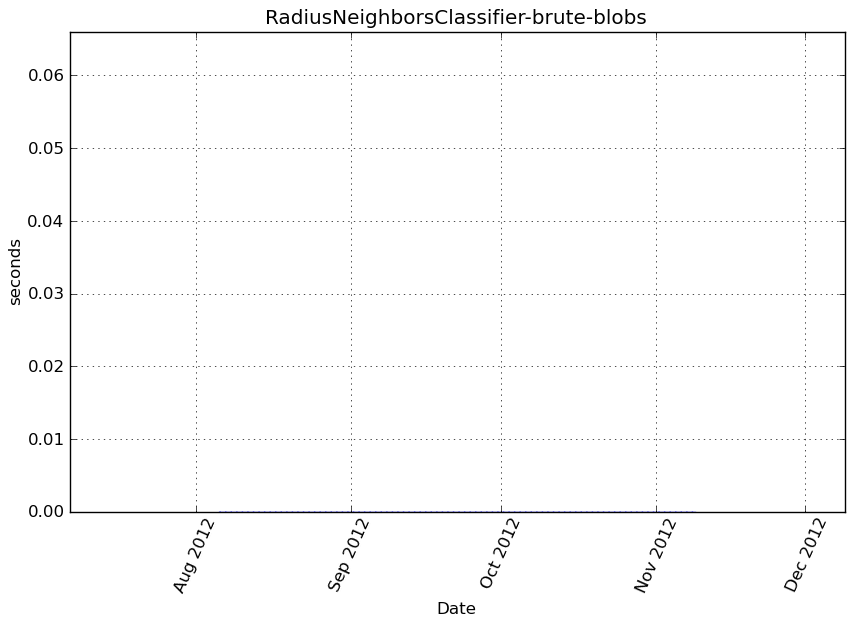 RadiusNeighborsClassifier-brute-blobs
0.06
0.05
0.04
0.03
0.02
0.01
0.00
seconds
Aug 2012
Sep 2012
Oct 2012
Nov 2012
Dec 2012
Date